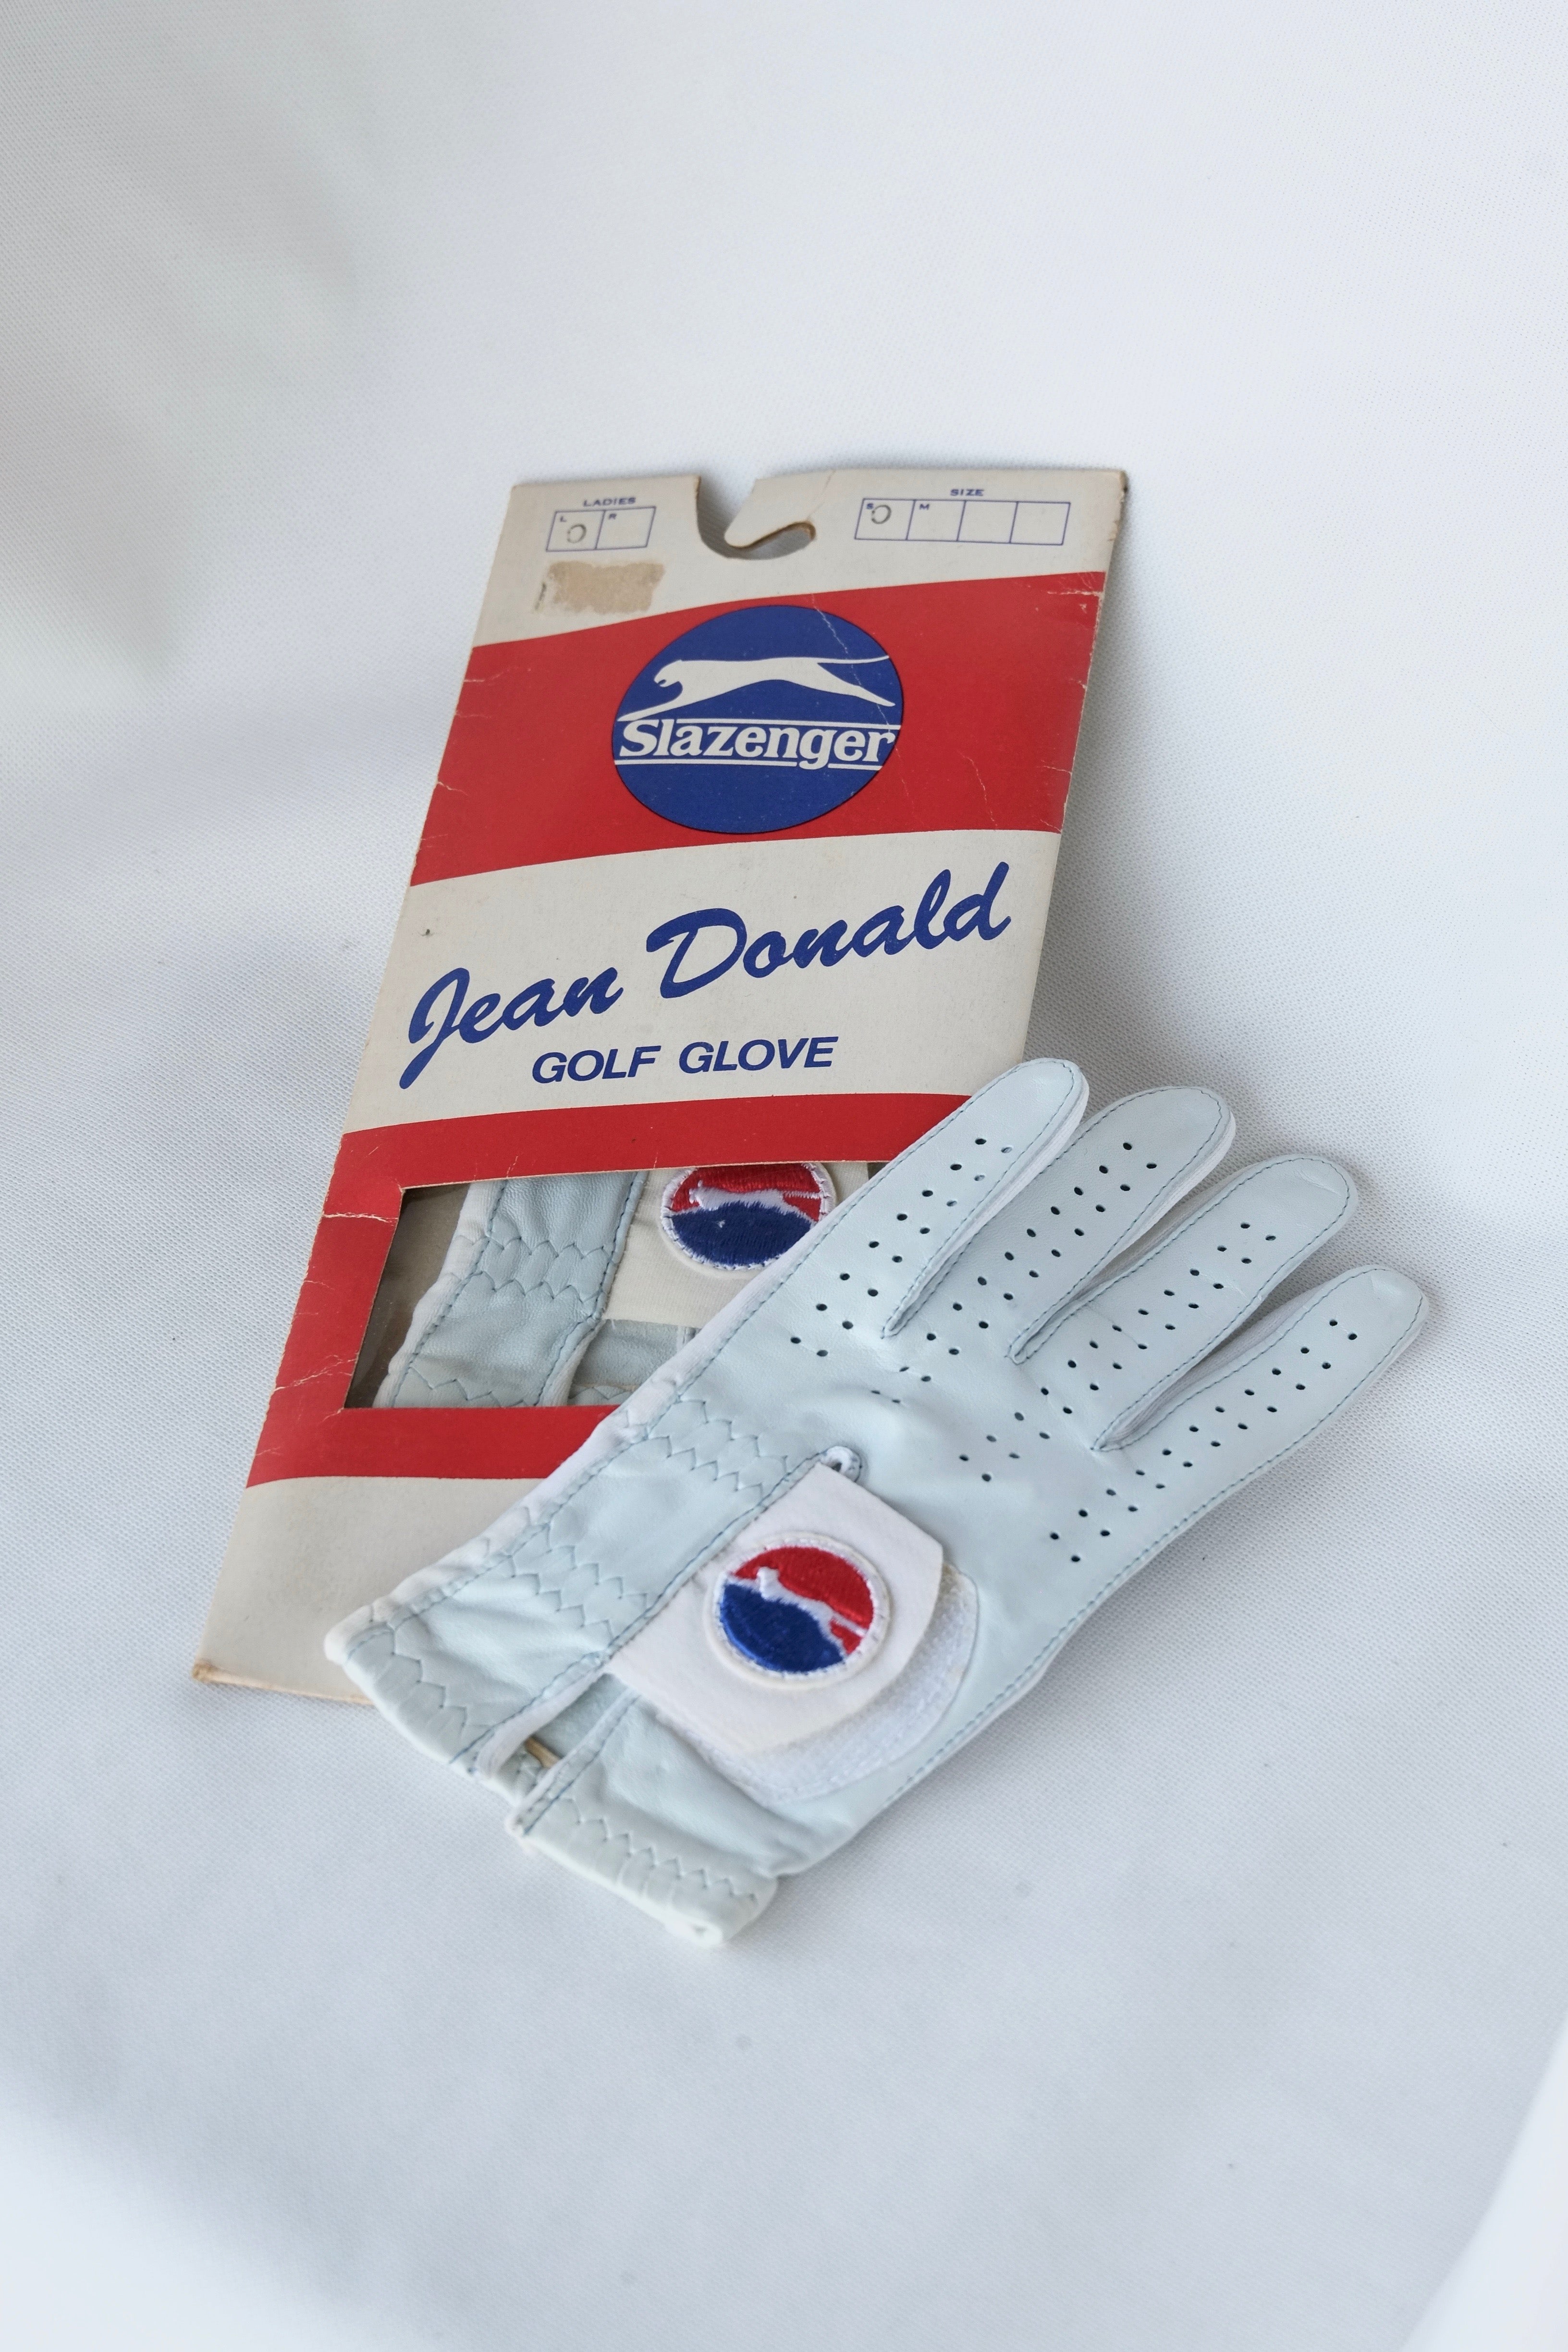 LADIES
L R
SIZE
S M
Slazenger
Jean Donald
GOLF GLOVE